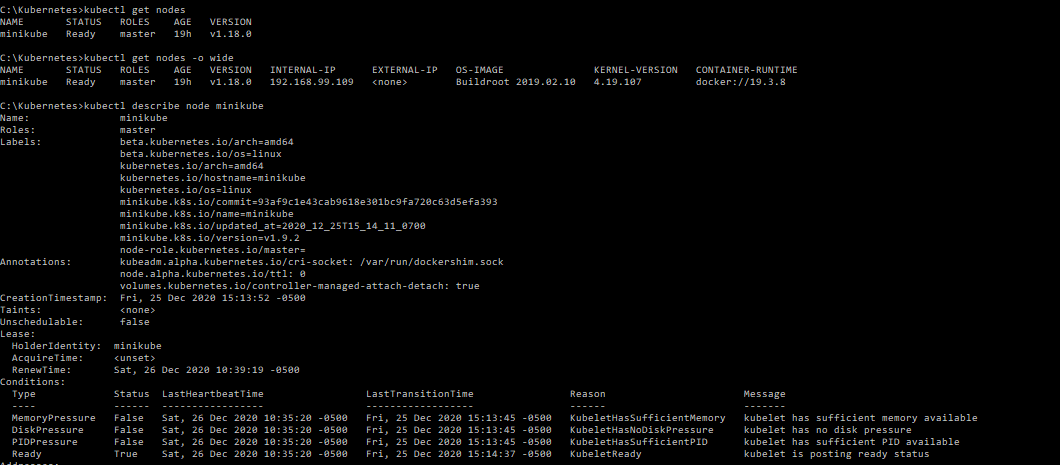 C:\Kubernetes>kubectl get nodes
NAME       STATUS   ROLES    AGE   VERSION
minikube   Ready    master   19h   v1.18.0
C:\Kubernetes>kubectl get nodes -o wide
NAME       STATUS   ROLES    AGE   VERSION   INTERNAL-IP      EXTERNAL-IP   OS-IMAGE               KERNEL-VERSION   CONTAINER-RUNTIME
minikube   Ready    master   19h   v1.18.0   192.168.99.109   <none>        Buildroot 2019.02.10   4.19.107         docker://19.3.8
C:\Kubernetes>kubectl describe node minikube
Name:               minikube
Roles:              master
Labels:             beta.kubernetes.io/arch=amd64
                    beta.kubernetes.io/os=linux
                    kubernetes.io/arch=amd64
                    kubernetes.io/hostname=minikube
                    kubernetes.io/os=linux
                    minikube.k8s.io/commit=93af9c1e43cab9618e301bc9fa720c63d5efa393
                    minikube.k8s.io/name=minikube
                    minikube.k8s.io/updated_at=2020_12_25T15_14_11_0700
                    minikube.k8s.io/version=v1.9.2
                    node-role.kubernetes.io/master=
Annotations:        kubeadm.alpha.kubernetes.io/cri-socket: /var/run/dockershim.sock
                    node.alpha.kubernetes.io/ttl: 0
                    volumes.kubernetes.io/controller-managed-attach-detach: true
CreationTimestamp:  Fri, 25 Dec 2020 15:13:52 -0500
Taints:             <none>
Unschedulable:      false
Lease:
  HolderIdentity:  minikube
  AcquireTime:     <unset>
  RenewTime:       Sat, 26 Dec 2020 10:39:19 -0500
Conditions:
  Type             Status  LastHeartbeatTime                 LastTransitionTime                Reason                       Message
  ----             ------  -----------------                 ------------------                ------                       -------
  MemoryPressure   False   Sat, 26 Dec 2020 10:35:20 -0500   Fri, 25 Dec 2020 15:13:45 -0500   KubeletHasSufficientMemory   kubelet has sufficient memory available
  DiskPressure     False   Sat, 26 Dec 2020 10:35:20 -0500   Fri, 25 Dec 2020 15:13:45 -0500   KubeletHasNoDiskPressure     kubelet has no disk pressure
  PIDPressure      False   Sat, 26 Dec 2020 10:35:20 -0500   Fri, 25 Dec 2020 15:13:45 -0500   KubeletHasSufficientPID      kubelet has sufficient PID available
  Ready            True    Sat, 26 Dec 2020 10:35:20 -0500   Fri, 25 Dec 2020 15:14:37 -0500   KubeletReady                 kubelet is posting ready status